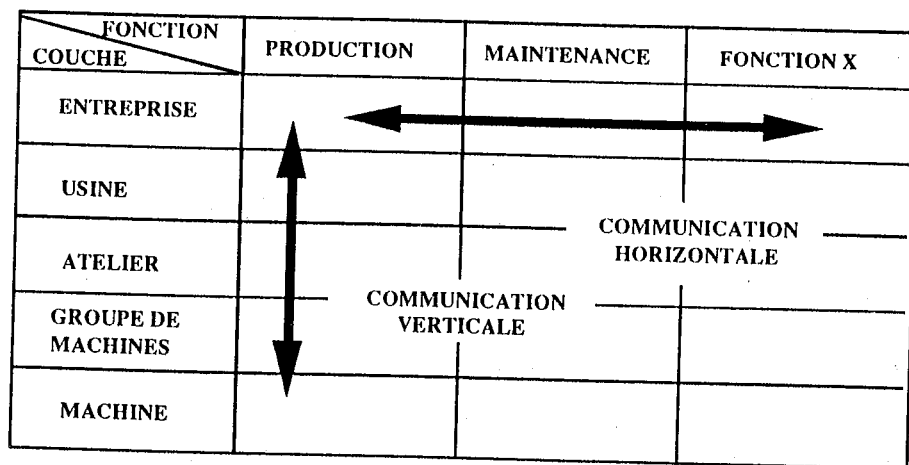 FONCTION
COUCHE
PRODUCTION
MAINTENANCE
FONCTION X
ENTREPRISE
USINE
COMMUNICATION
HORIZONTALE
ATELIER
COMMUNICATION
VERTICALE
GROUPE DE
MACHINES
MACHINE